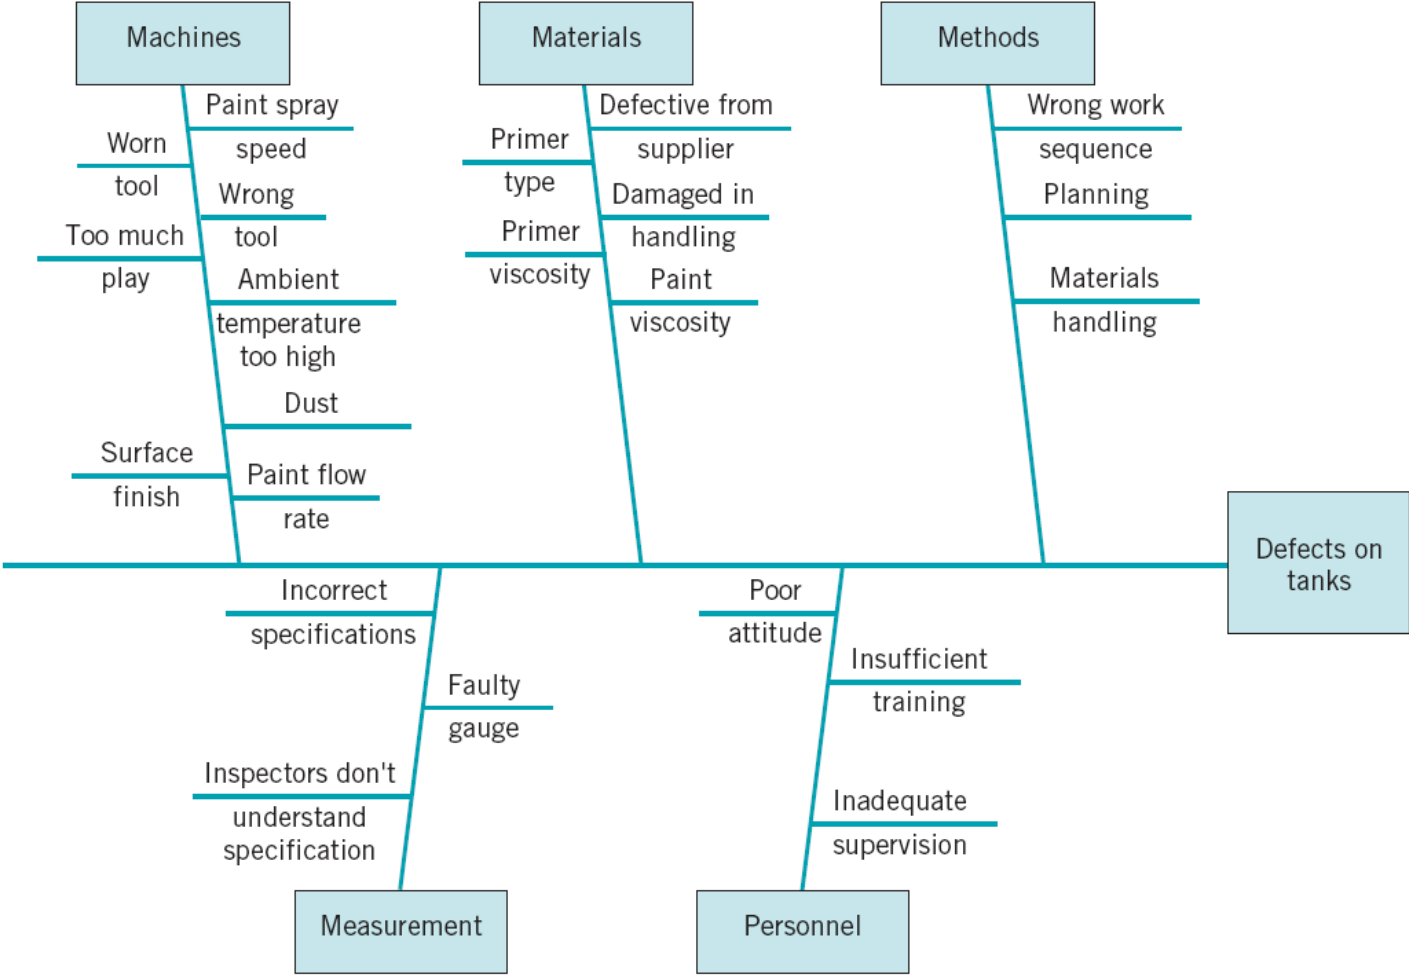 Machines
Materials
Methods
Paint spray
speed
Worn
tool
Wrong
tool
Too much
play
Ambient
temperature
too high
Dust
Surface
finish
Paint flow
rate
Defective from
supplier
Primer
type
Damaged in
handling
Primer
viscosity
Paint
viscosity
Wrong work
sequence
Planning
Materials
handling
Defects on
tanks
Incorrect
specifications
Faulty
gauge
Inspectors don't
understand
specification
Poor
attitude
Insufficient
training
Inadequate
supervision
Measurement
Personnel